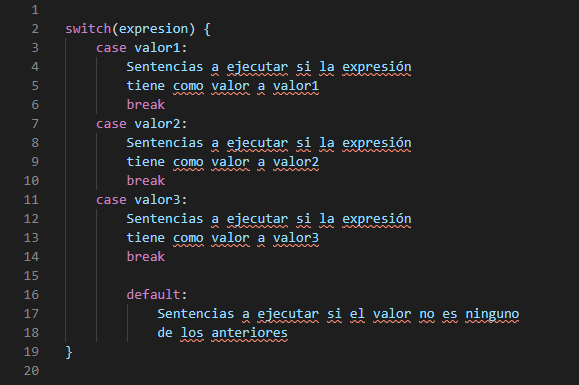 1
2 switch(expresion) {
3 case valor1:
4 Sentencias a ejecutar si la expresión
5 tiene como valor a valor1
6 break
7 case valor2:
8 Sentencias a ejecutar si la expresión
9 tiene como valor a valor2
10 break
11 case valor3:
12 Sentencias a ejecutar si la expresión
13 tiene como valor a valor3
14 break
15
16 default:
17 Sentencias a ejecutar si el valor no es ninguno
18 de los anteriores
19 }
20